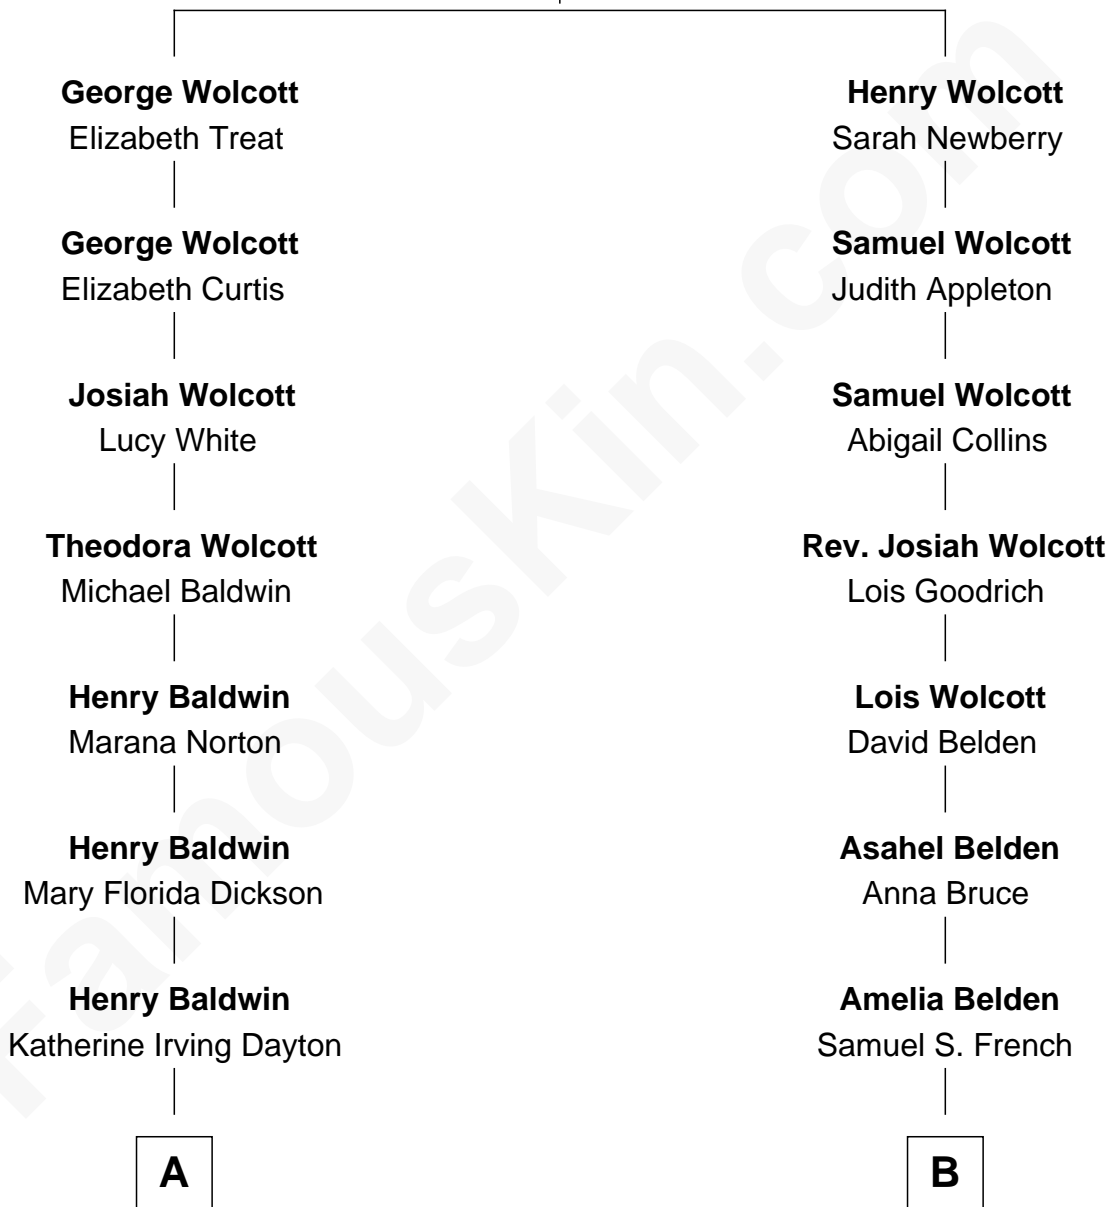 George Wolcott
Elizabeth Treat
George Wolcott
Elizabeth Curtis
Josiah Wolcott
Lucy White
Theodora Wolcott
Michael Baldwin
Henry Baldwin
Marana Norton
Henry Baldwin
Mary Florida Dickson
Henry Baldwin
Katherine Irving Dayton
A
Henry Wolcott
Sarah Newberry
Samuel Wolcott
Judith Appleton
Samuel Wolcott
Abigail Collins
Rev. Josiah Wolcott
Lois Goodrich
Lois Wolcott
David Belden
Asahel Belden
Anna Bruce
Amelia Belden
Samuel S. French
B
FamousKin.com